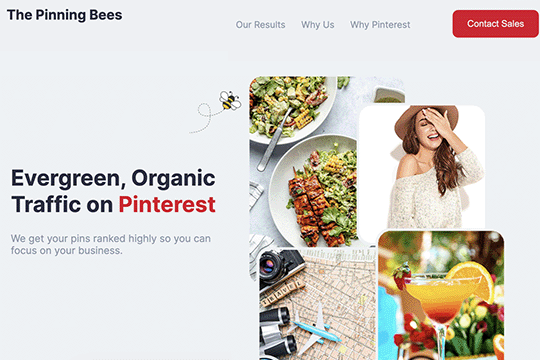 The Pinning Bees
Our Results
Why Us
Why Pinterest
Contact Sales
Evergreen, Organic
Traffic on Pinterest
We get your pins ranked highly so you can
focus on your business.